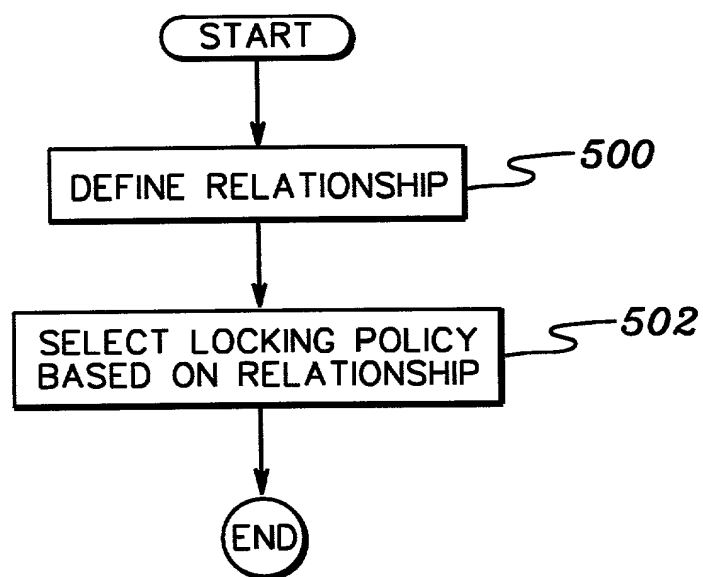 START
DEFINE RELATIONSHIP
500
SELECT LOCKING POLICY
BASED ON RELATIONSHIP
502
END